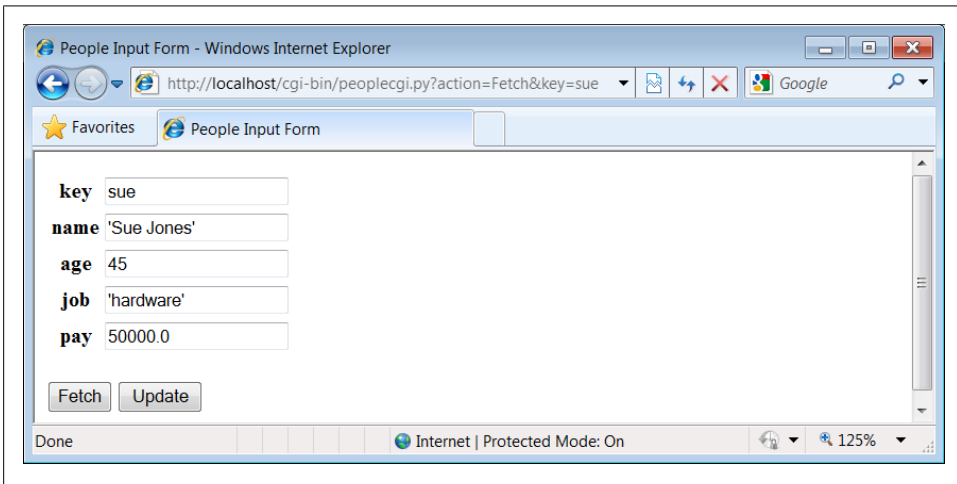 People Input Form - Windows Internet Explorer
http://localhost/cgi-bin/peoplecgi.py?action=Fetch&key=sue Google
Favorites People Input Form
key sue
name 'Sue Jones'
age 45
job 'hardware'
pay 50000.0
Fetch Update
Done Internet | Protected Mode: On 125%